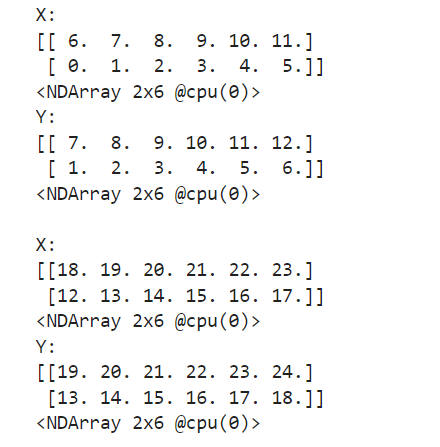 X:
[[ 6.  7.  8.  9. 10. 11.]
 [ 0.  1.  2.  3.  4.  5.]]
<NDArray 2x6 @cpu(0)>
Y:
[[ 7.  8.  9. 10. 11. 12.]
 [ 1.  2.  3.  4.  5.  6.]]
<NDArray 2x6 @cpu(0)>

X:
[[18. 19. 20. 21. 22. 23.]
 [12. 13. 14. 15. 16. 17.]]
<NDArray 2x6 @cpu(0)>
Y:
[[19. 20. 21. 22. 23. 24.]
 [13. 14. 15. 16. 17. 18.]]
<NDArray 2x6 @cpu(0)>